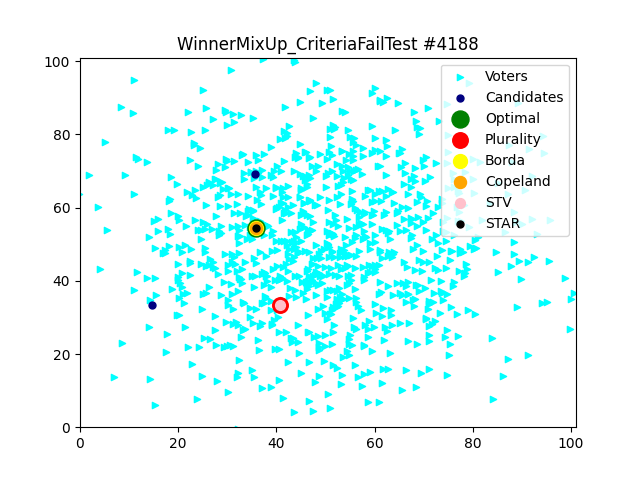 WinnerMixUp_CriteriaFailTest #4188
100
80
60
40
20
0
0
20
40
60
80
100
Voters
Candidates
Optimal
Plurality
Borda
Copeland
STV
STAR